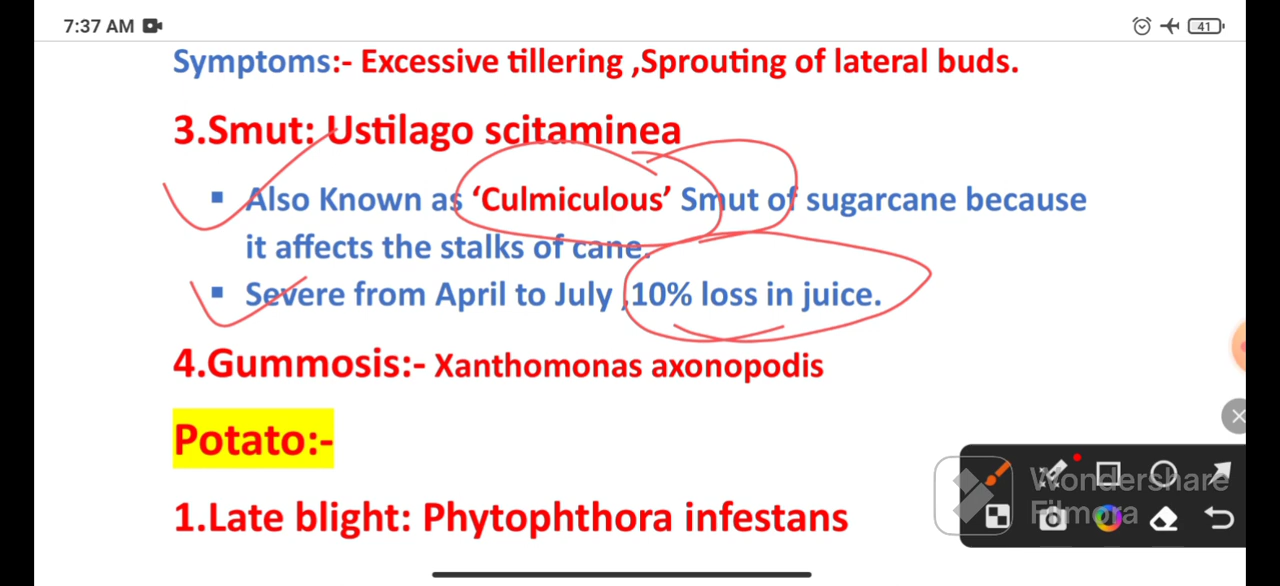 7:37 AM
41
Symptoms:- Excessive tillering ,Sprouting of lateral buds.
3.Smut: Ustilago scitaminea
▪ Also Known as ‘Culmiculous’ Smut of sugarcane because
it affects the stalks of cane.
▪ Severe from April to July ,10% loss in juice.
4.Gummosis:- Xanthomonas axonopodis
Potato:-
1.Late blight: Phytophthora infestans
Wondershare
Filmora